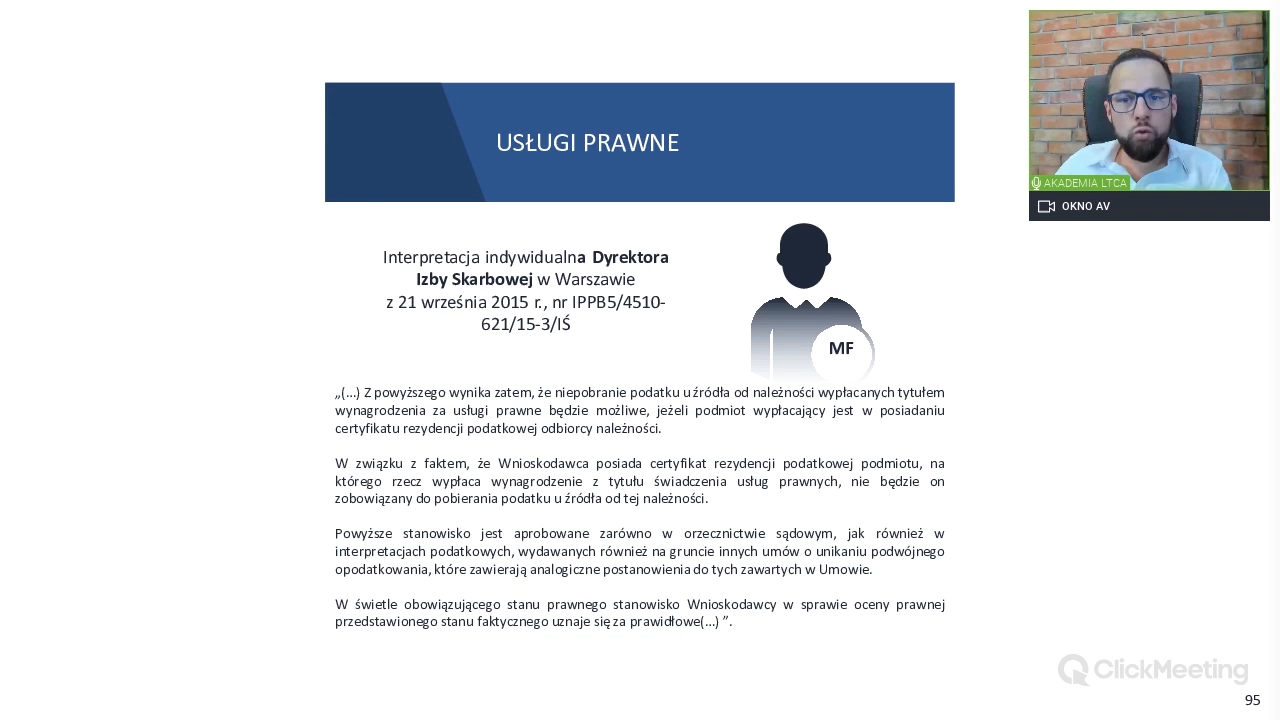 USŁUGI PRAWNE
AKADEMIA LTCA
OKNO AV
Interpretacja indywidualna Dyrektora
Izby Skarbowej w Warszawie
z 21 września 2015 r., nr IPPB5/4510-
621/15-3/IŚ
MF
„(…) Z powyższego wynika zatem, że niepobranie podatku u źródła od należności wypłacanych tytułem
wynagrodzenia za usługi prawne będzie możliwe, jeżeli podmiot wypłacający jest w posiadaniu
certyfikatu rezydencji podatkowej odbiorcy należności.
W związku z faktem, że Wnioskodawca posiada certyfikat rezydencji podatkowej podmiotu, na
którego rzecz wypłaca wynagrodzenie z tytułu świadczenia usług prawnych, nie będzie on
zobowiązany do pobierania podatku u źródła od tej należności.
Powyższe stanowisko jest aprobowane zarówno w orzecznictwie sądowym, jak również w
interpretacjach podatkowych, wydawanych również na gruncie innych umów o unikaniu podwójnego
opodatkowania, które zawierają analogiczne postanowienia do tych zawartych w Umowie.
W świetle obowiązującego stanu prawnego stanowisko Wnioskodawcy w sprawie oceny prawnej
przedstawionego stanu faktycznego uznaje się za prawidłowe(…) ”.
ClickMeeting
95